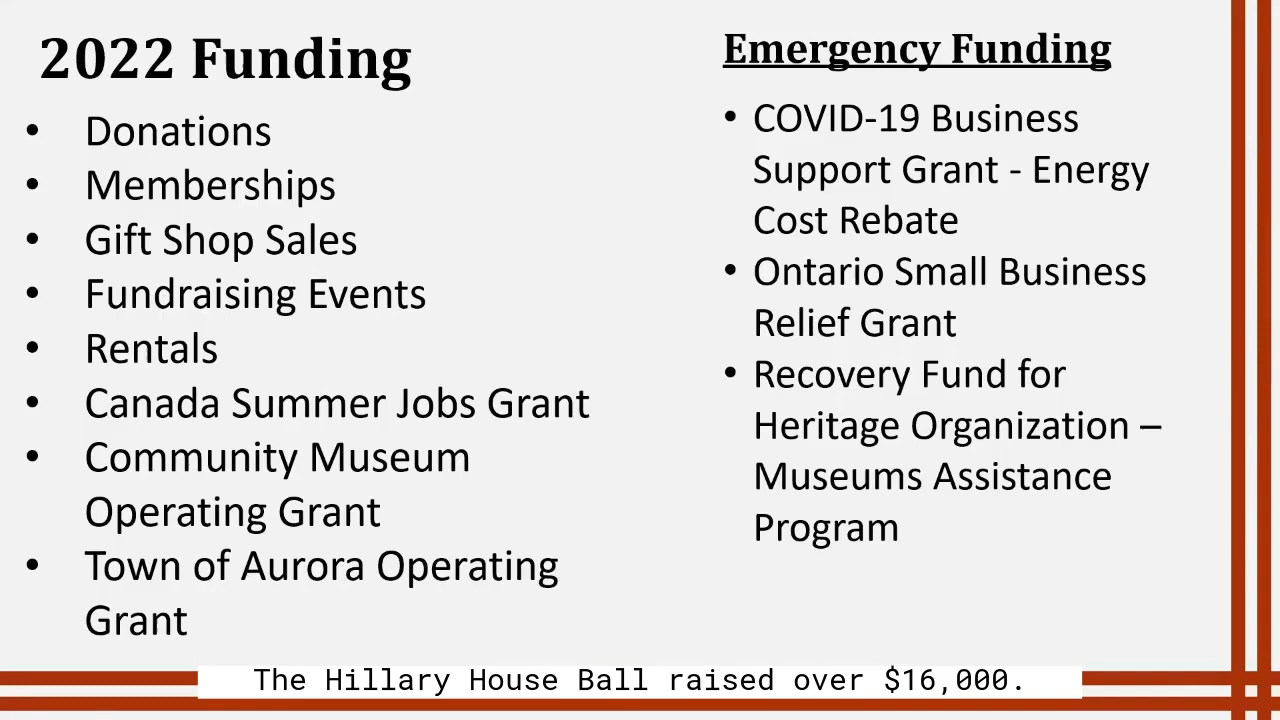 2022 Funding
• Donations
• Memberships
• Gift Shop Sales
• Fundraising Events
• Rentals
• Canada Summer Jobs Grant
• Community Museum
Operating Grant
• Town of Aurora Operating
Grant
Emergency Funding
• COVID-19 Business
Support Grant - Energy
Cost Rebate
• Ontario Small Business
Relief Grant
• Recovery Fund for
Heritage Organization –
Museums Assistance
Program
The Hillary House Ball raised over $16,000.